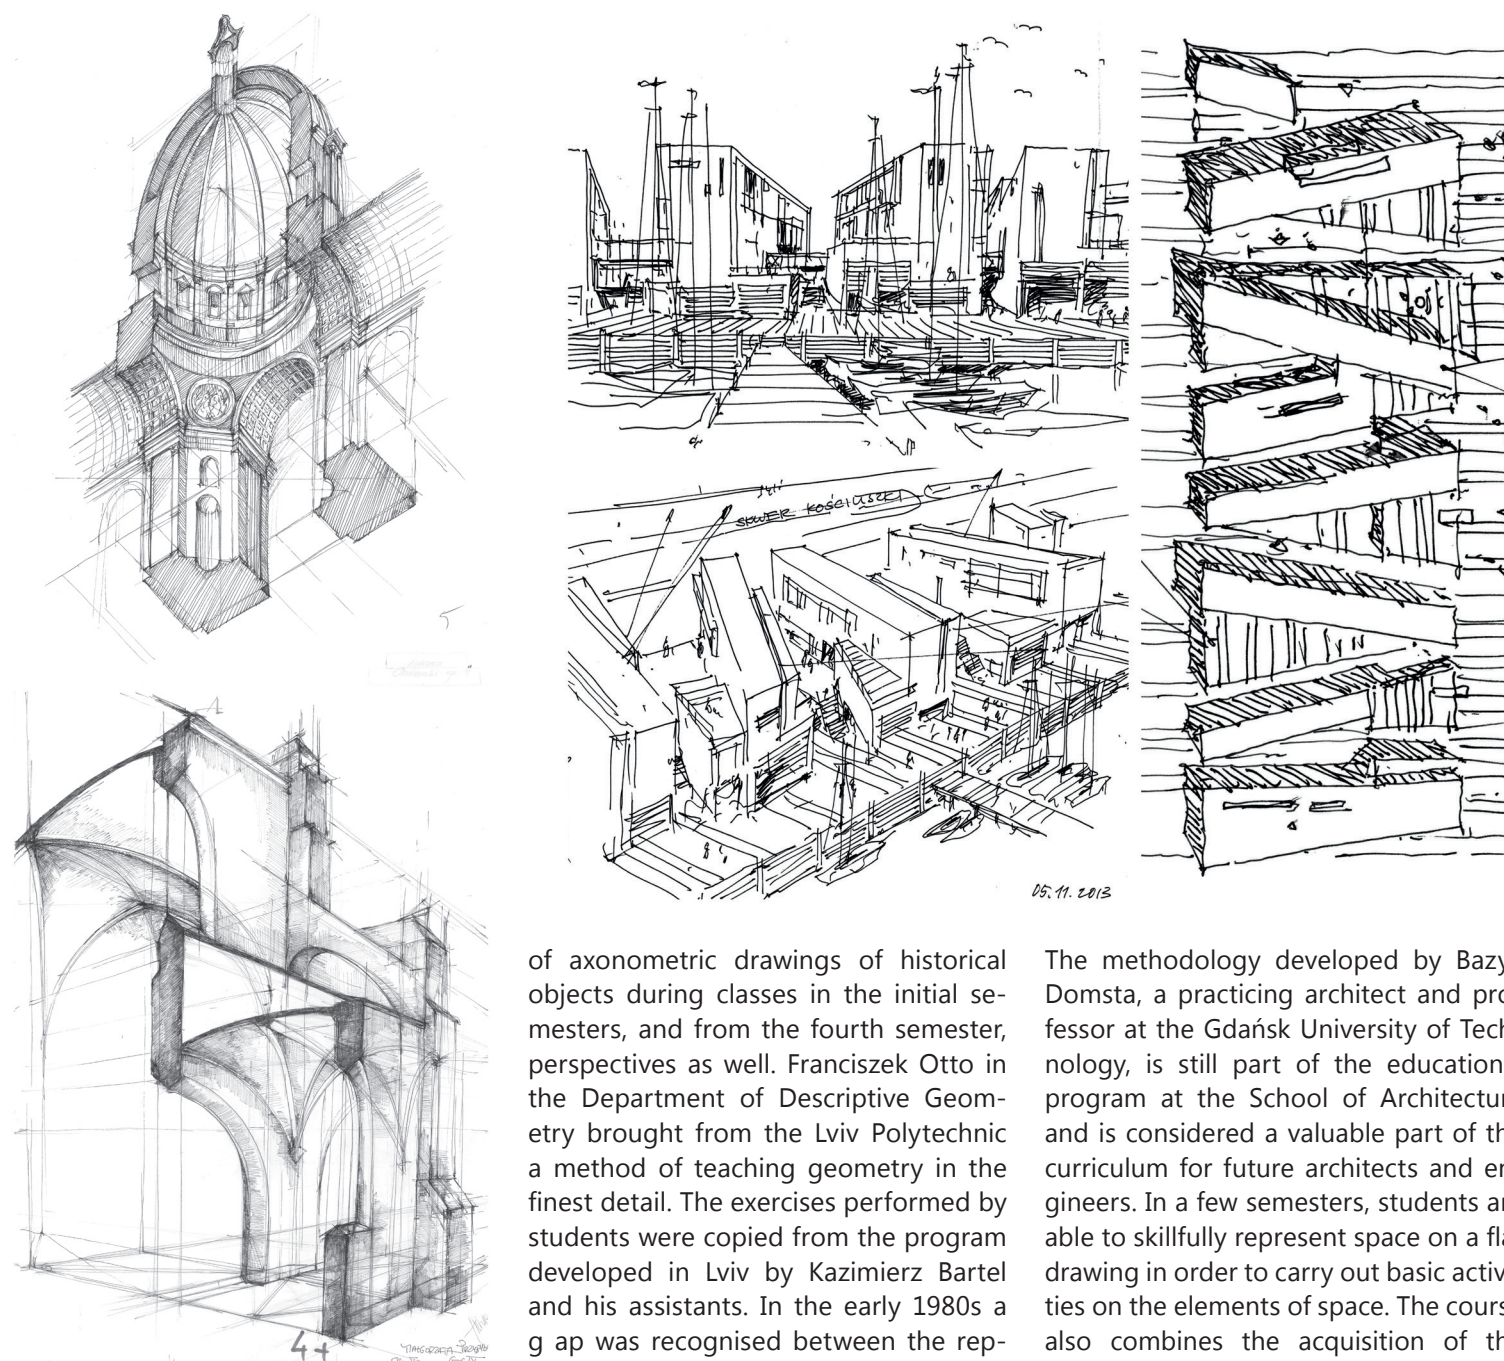 5
SKWER KOŚCIUSZKI
05.11.2013
A
4+
of axonometric drawings of historical
objects during classes in the initial se-
mesters, and from the fourth semester,
perspectives as well. Franciszek Otto in
the Department of Descriptive Geom-
etry brought from the Lviv Polytechnic
a method of teaching geometry in the
finest detail. The exercises performed by
students were copied from the program
developed in Lviv by Kazimierz Bartel
and his assistants. In the early 1980s a
g ap was recognised between the rep-
The methodology developed by Bazy
Domsta, a practicing architect and pro
fessor at the Gdańsk University of Tech
nology, is still part of the education
program at the School of Architectur
and is considered a valuable part of th
curriculum for future architects and en
gineers. In a few semesters, students ar
able to skillfully represent space on a fla
drawing in order to carry out basic activ
ties on the elements of space. The cours
also combines the acquisition of th